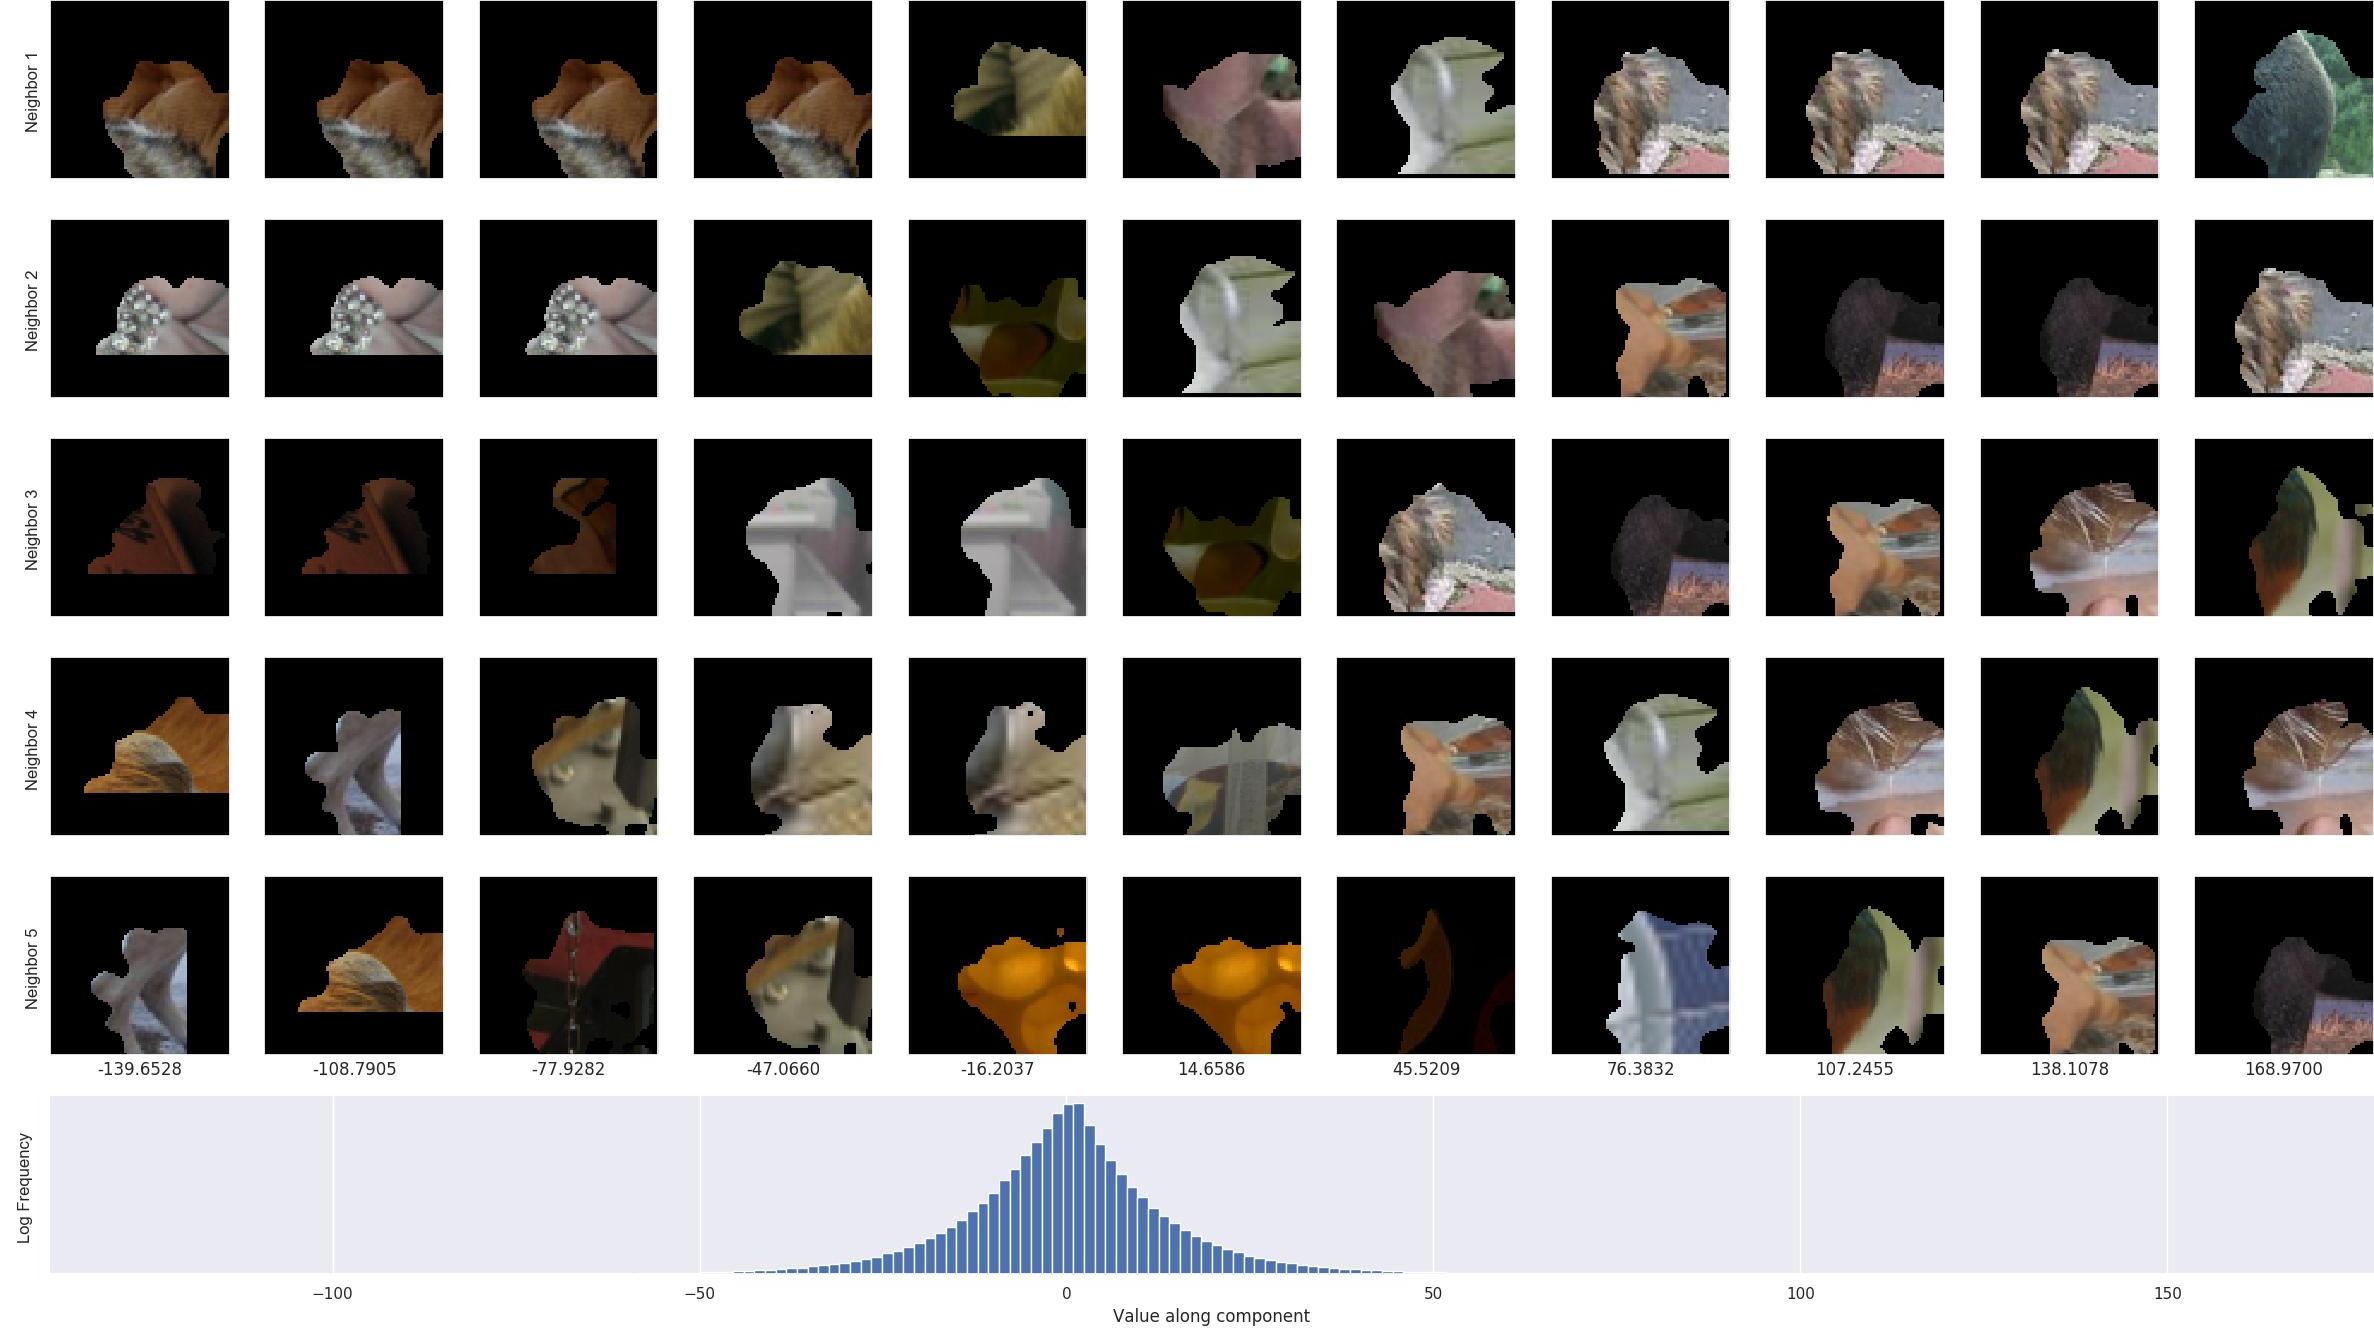 Neighbor 1
Neighbor 2
Neighbor 3
Neighbor 4
Neighbor 5
-139.6528 -108.7905 -77.9282 -47.0660 -16.2037 14.6586 45.5209 76.3832 107.2455 138.1078 168.9700
Log Frequency
−100 −50 0 50 100 150
Value along component